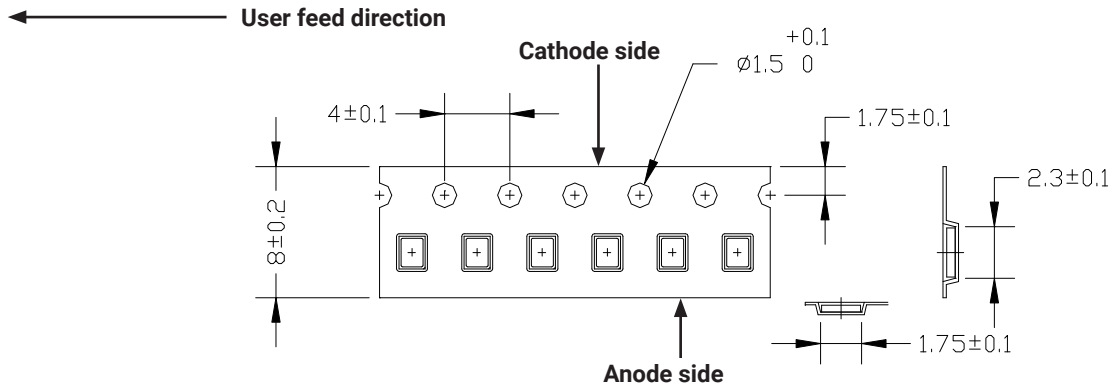 User feed direction
Cathode side
+0.1
ø1.5 0
4±0.1
1.75±0.1
2.3±0.1
8±0.2
1.75±0.1
Anode side